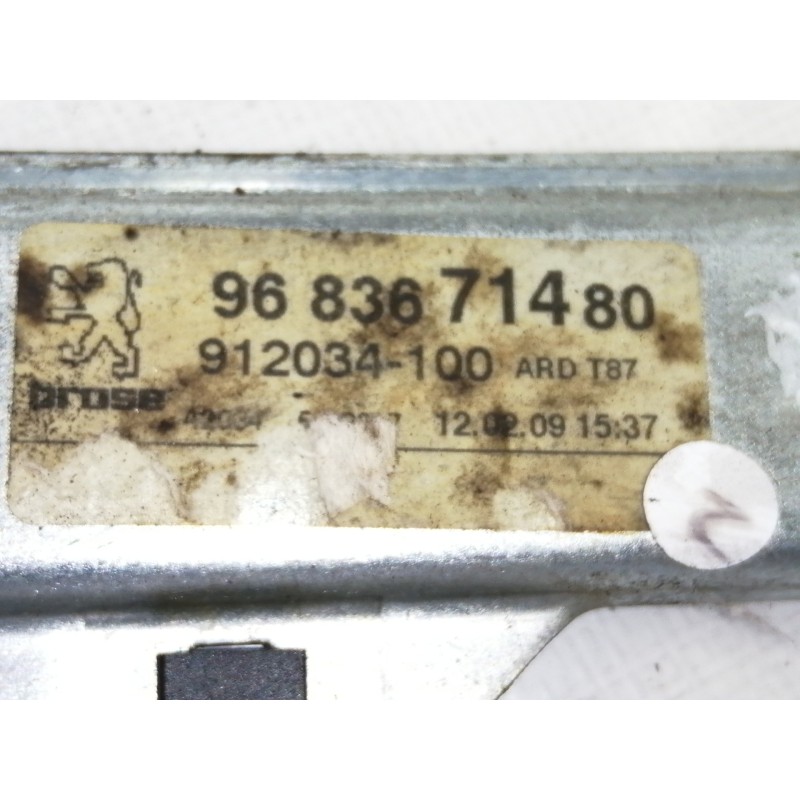 96 836 714 80
912034-100 ARD T87
brose
12.02.09 15:37